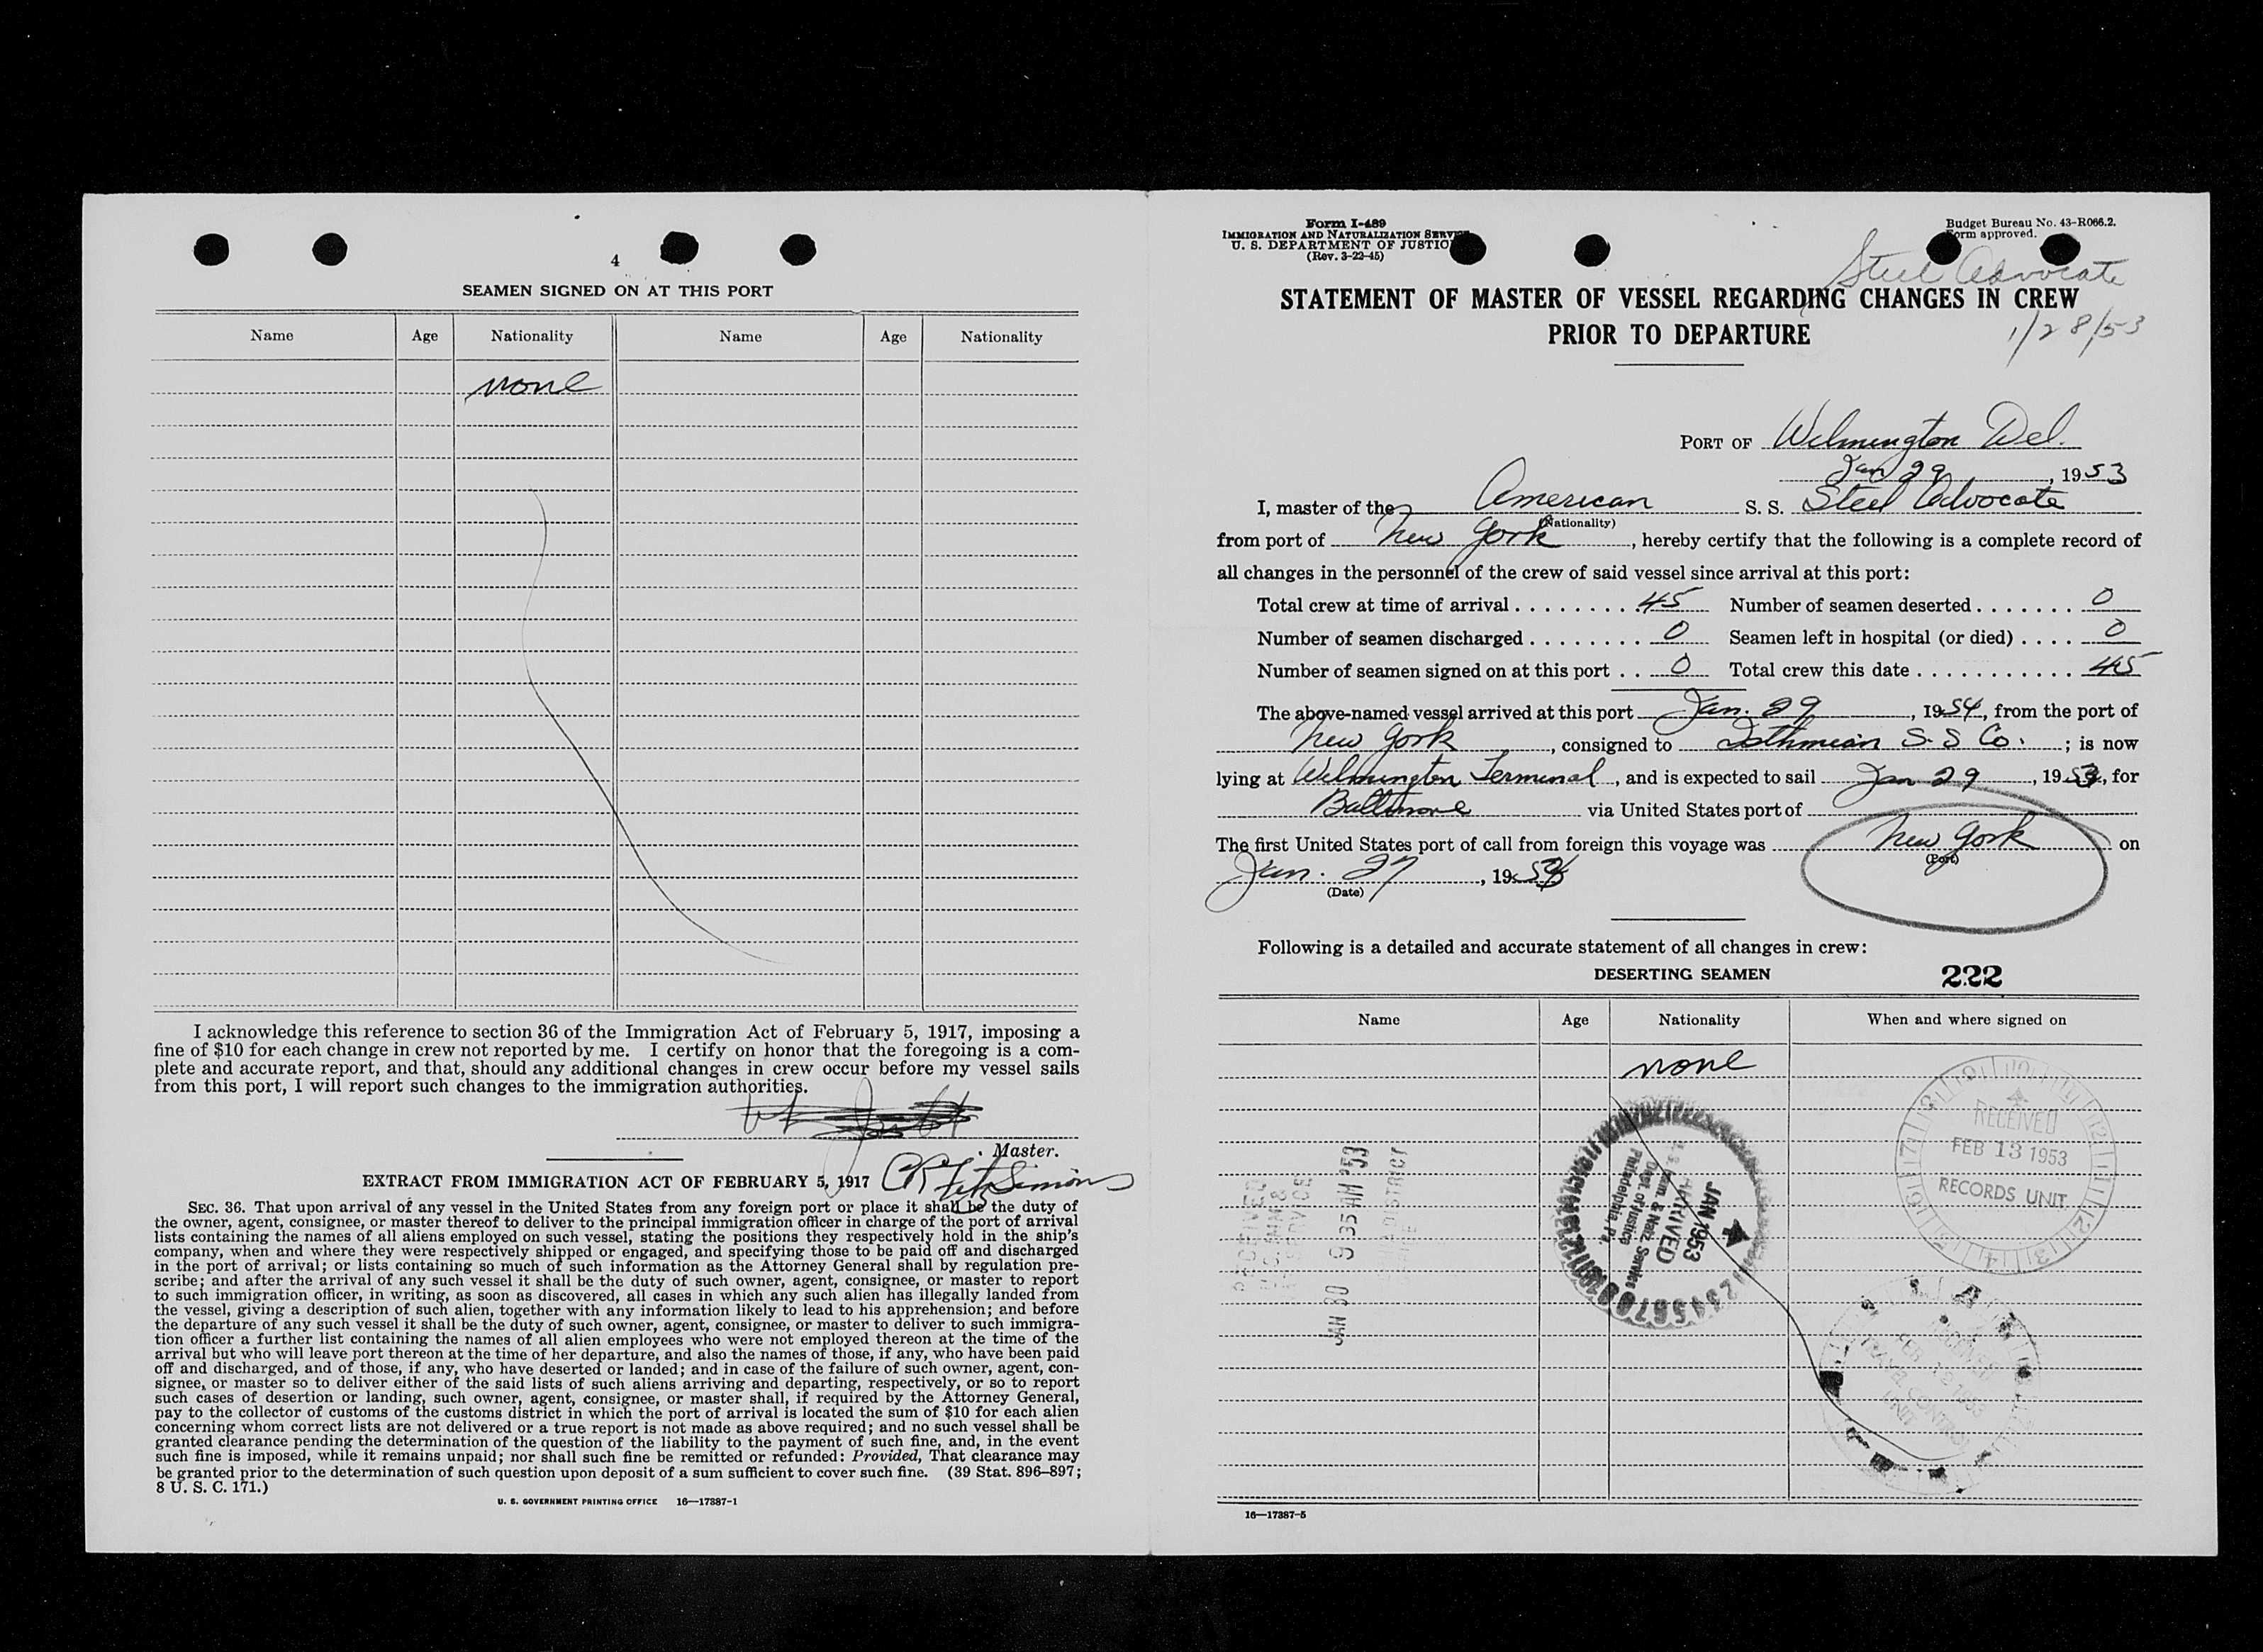 4
SEAMEN SIGNED ON AT THIS PORT
Name Age Nationality Name Age Nationality
none
I acknowledge this reference to section 36 of the Immigration Act of February 5, 1917, imposing a
fine of $10 for each change in crew not reported by me. I certify on honor that the foregoing is a com-
plete and accurate report, and that, should any additional changes in crew occur before my vessel sails
from this port, I will report such changes to the immigration authorities.
Master.
EXTRACT FROM IMMIGRATION ACT OF FEBRUARY 5, 1917
CR FitzSimons
SEC. 36. That upon arrival of any vessel in the United States from any foreign port or place it shall be the duty of
the owner, agent, consignee, or master thereof to deliver to the principal immigration officer in charge of the port of arrival
lists containing the names of all aliens employed on such vessel, stating the positions they respectively hold in the ship's
company, when and where they were respectively shipped or engaged, and specifying those to be paid off and discharged
in the port of arrival; or lists containing so much of such information as the Attorney General shall by regulation pre-
scribe; and after the arrival of any such vessel it shall be the duty of such owner, agent, consignee, or master to report
to such immigration officer, in writing, as soon as discovered, all cases in which any such alien has illegally landed from
the vessel, giving a description of such alien, together with any information likely to lead to his apprehension; and before
the departure of any such vessel it shall be the duty of such owner, agent, consignee, or master to deliver to such immigra-
tion officer a further list containing the names of all alien employees who were not employed thereon at the time of the
arrival but who will leave port thereon at the time of her departure, and also the names of those, if any, who have been paid
off and discharged, and of those, if any, who have deserted or landed; and in case of the failure of such owner, agent, con-
signee, or master so to deliver either of the said lists of such aliens arriving and departing, respectively, or so to report
such cases of desertion or landing, such owner, agent, consignee, or master shall, if required by the Attorney General,
pay to the collector of customs of the customs district in which the port of arrival is located the sum of $10 for each alien
concerning whom correct lists are not delivered or a true report is not made as above required; and no such vessel shall be
granted clearance pending the determination of the question of the liability to the payment of such fine, and, in the event
such fine is imposed, while it remains unpaid; nor shall such fine be remitted or refunded: Provided, That clearance may
be granted prior to the determination of such question upon deposit of a sum sufficient to cover such fine. (39 Stat. 896-897;
8 U. S. C. 171.)
U. S. GOVERNMENT PRINTING OFFICE 16-17387-1
Form I-489
IMMIGRATION AND NATURALIZATION SERVICE
U. S. DEPARTMENT OF JUSTICE
(Rev. 3-22-45)
Budget Bureau No. 43-R066.2.
Form approved.
Steel Advocate
STATEMENT OF MASTER OF VESSEL REGARDING CHANGES IN CREW
PRIOR TO DEPARTURE
1/28/53
PORT OF Wilmington Del.
Jan 29, 1953
I, master of the American S. S. Steel Advocate
(Nationality)
from port of New York, hereby certify that the following is a complete record of
all changes in the personnel of the crew of said vessel since arrival at this port:
Total crew at time of arrival ........ 45 Number of seamen deserted ....... 0
Number of seamen discharged ........ 0 Seamen left in hospital (or died) .... 0
Number of seamen signed on at this port .. 0 Total crew this date ........... 45
The above-named vessel arrived at this port Jan. 29, 1954, from the port of
New York, consigned to Isthmian S. S Co. ; is now
lying at Wilmington Terminal, and is expected to sail Jan 29, 1953, for
Baltimore via United States port of
The first United States port of call from foreign this voyage was New York on
(Port)
Jan. 27, 1953
(Date)
Following is a detailed and accurate statement of all changes in crew:
DESERTING SEAMEN 222
Name Age Nationality When and where signed on
none
RECEIVED
FEB 13 1953
RECORDS UNIT
JAN 30 9 35 AM '53
JAN 1953
ARRIVED
Immi. & Natz. Service
Dept. of Justice
Philadelphia, Pa.
RECEIVED
TRAVEL CONTROL
UNIT
16-17387-5